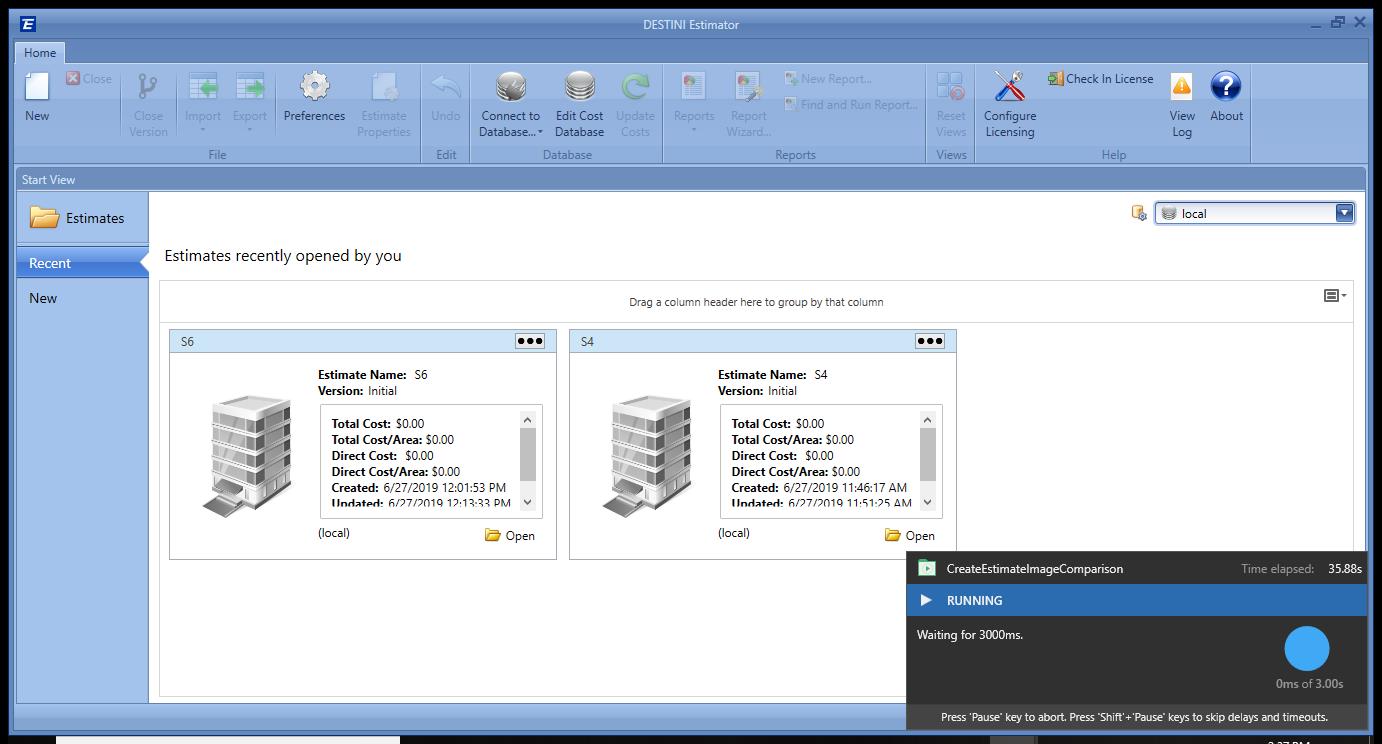 E
DESTINI Estimator
Home
New
Close
Close Version
Import
Export
Preferences
Estimate Properties
Undo
Connect to Database...
Edit Cost Database
Update Costs
Reports
Report Wizard...
New Report...
Find and Run Report...
Reset Views
Configure Licensing
Check In License
View Log
About
File
Edit
Database
Reports
Views
Help
Start View
Estimates
local
Recent
New
Estimates recently opened by you
Drag a column header here to group by that column
S6
Estimate Name: S6
Version: Initial
Total Cost: $0.00
Total Cost/Area: $0.00
Direct Cost: $0.00
Direct Cost/Area: $0.00
Created: 6/27/2019 12:01:53 PM
Updated: 6/27/2019 12:13:33 PM
(local)
Open
S4
Estimate Name: S4
Version: Initial
Total Cost: $0.00
Total Cost/Area: $0.00
Direct Cost: $0.00
Direct Cost/Area: $0.00
Created: 6/27/2019 11:46:17 AM
Updated: 6/27/2019 11:51:25 AM
(local)
Open
CreateEstimateImageComparison
Time elapsed: 35.88s
RUNNING
Waiting for 3000ms.
0ms of 3.00s
Press 'Pause' key to abort. Press 'Shift'+'Pause' keys to skip delays and timeouts.